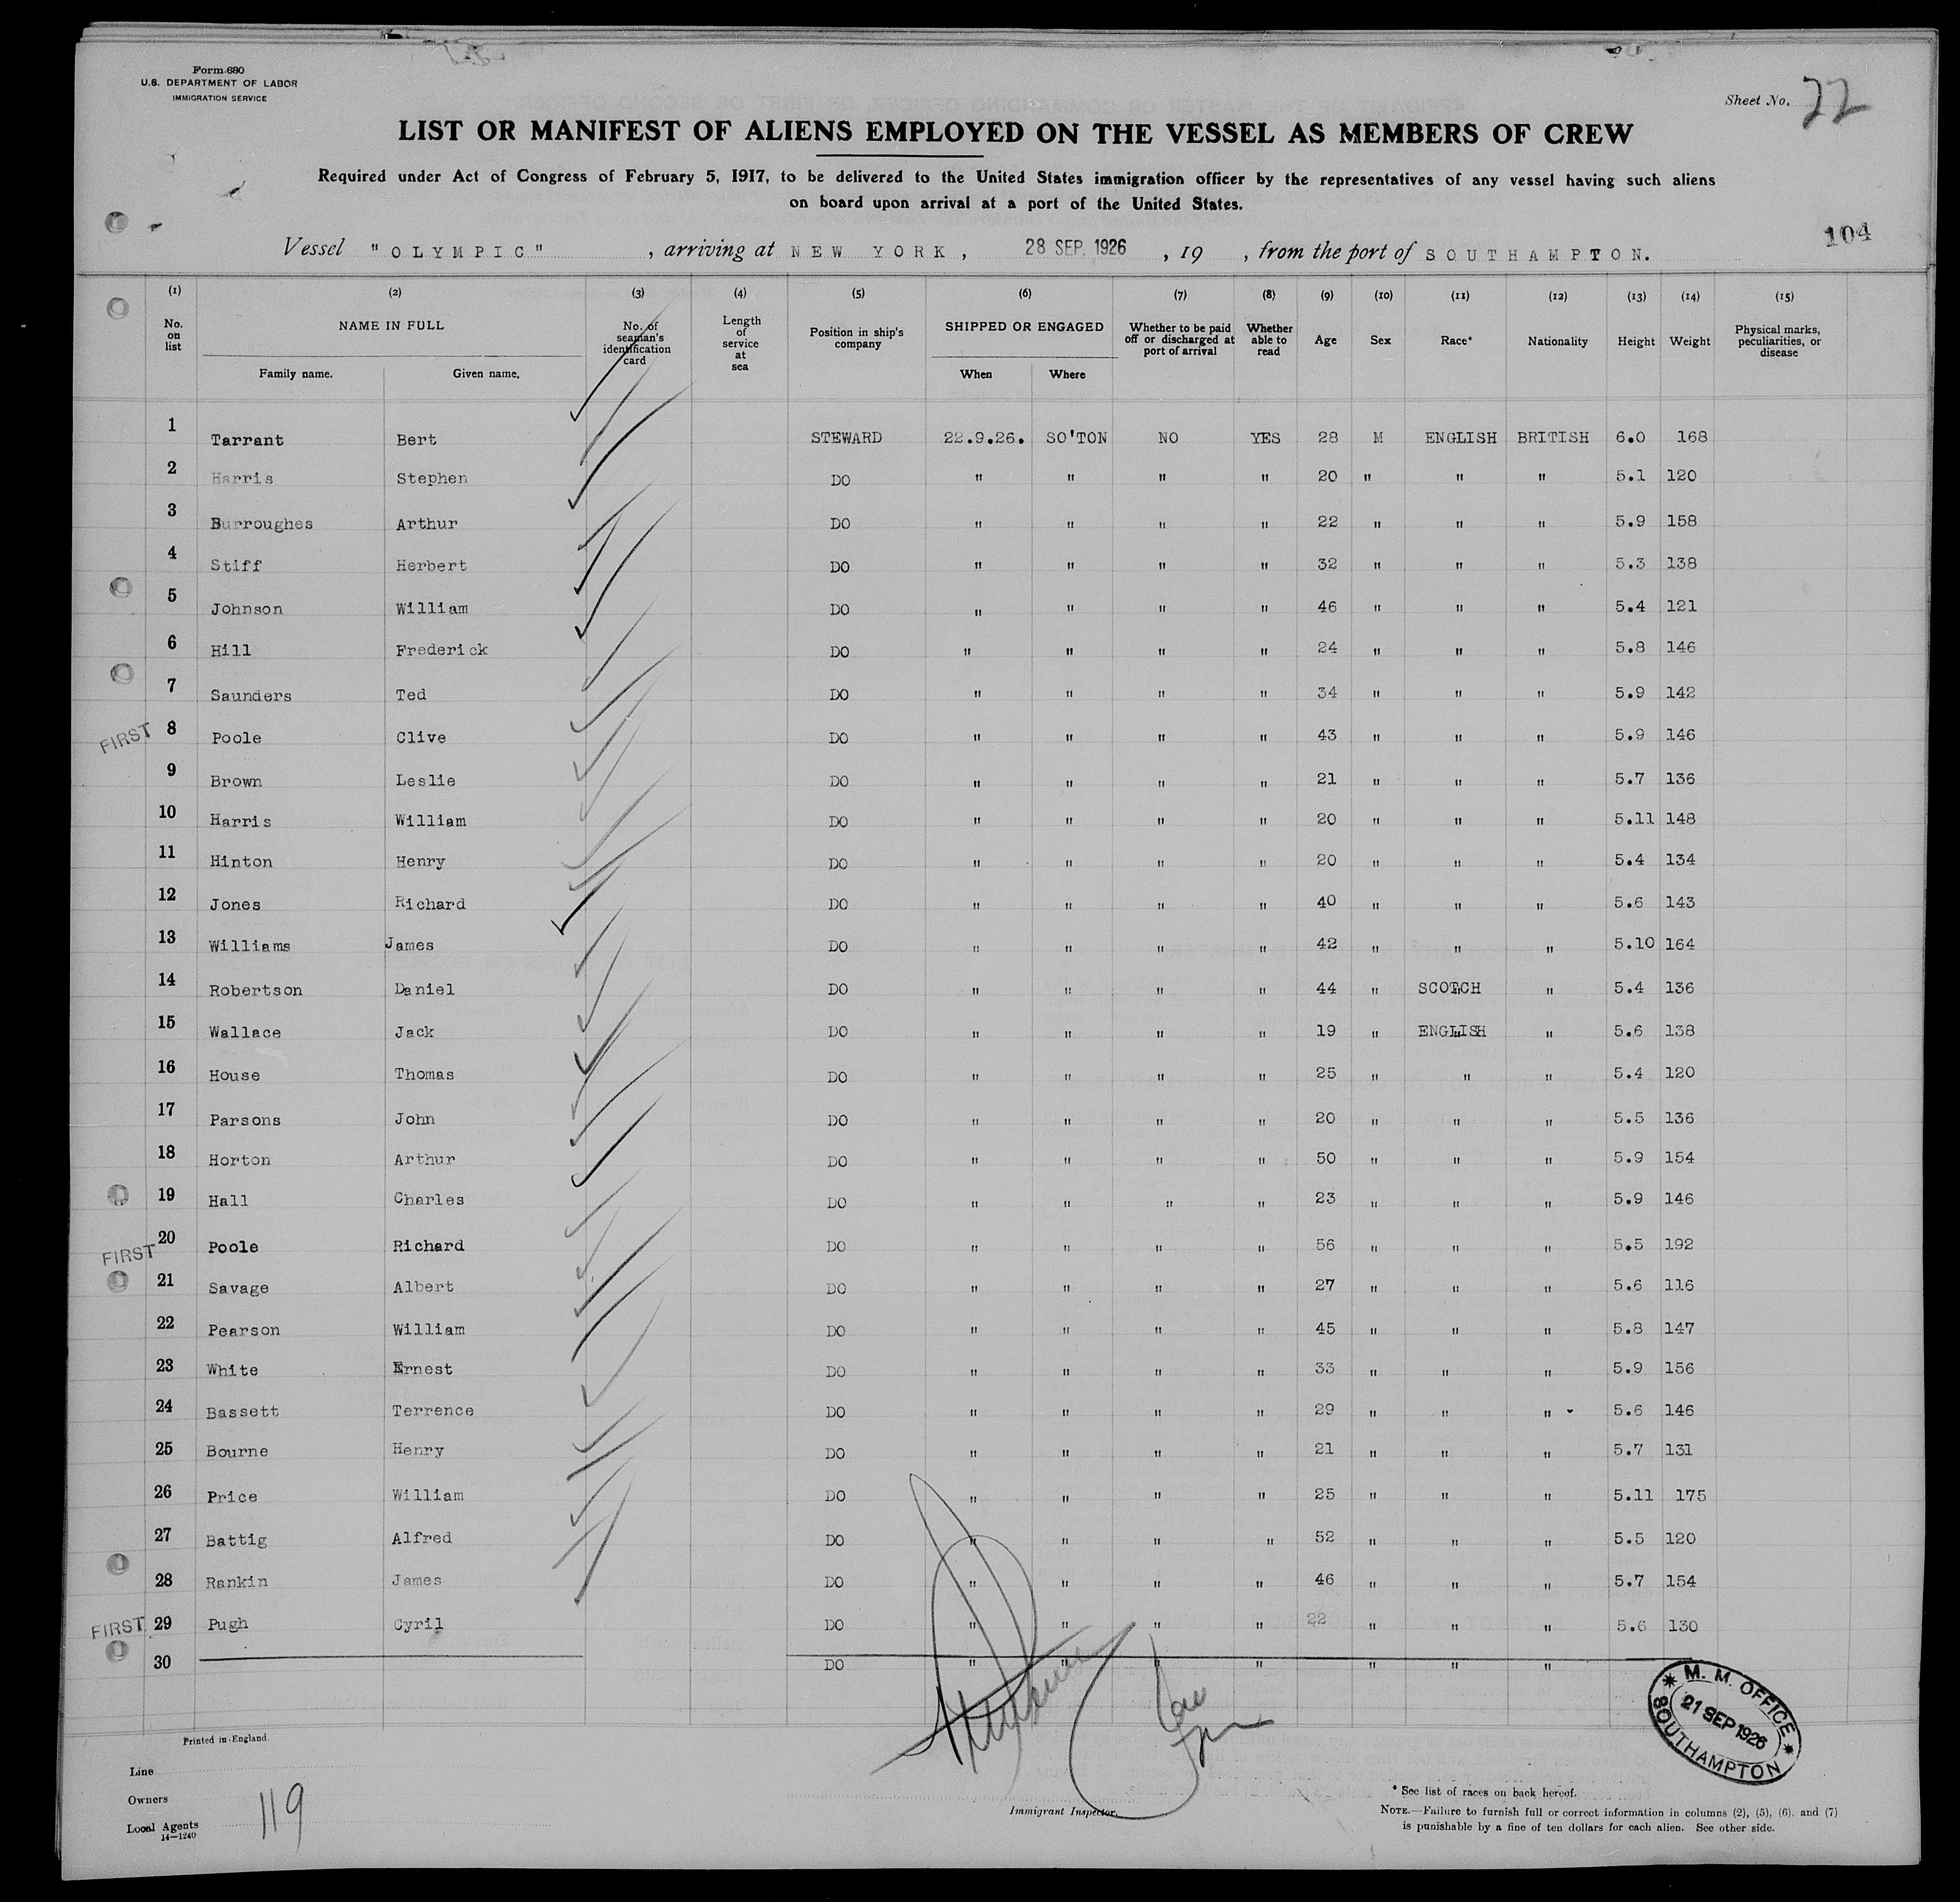 Form 680
U.S. DEPARTMENT OF LABOR
IMMIGRATION SERVICE
Sheet No. 22
LIST OR MANIFEST OF ALIENS EMPLOYED ON THE VESSEL AS MEMBERS OF CREW
Required under Act of Congress of February 5, 1917, to be delivered to the United States immigration officer by the representatives of any vessel having such aliens
on board upon arrival at a port of the United States.
104
Vessel "OLYMPIC" , arriving at NEW YORK, 28 SEP. 1926 , 19 , from the port of SOUTHAMPTON.
(1) (2) (3) (4) (5) (6) (7) (8) (9) (10) (11) (12) (13) (14) (15)
No. on list NAME IN FULL No. of seaman's identification card Length of service at sea Position in ship's company SHIPPED OR ENGAGED Whether to be paid off or discharged at port of arrival Whether able to read Age Sex Race* Nationality Height Weight Physical marks, peculiarities, or disease
Family name. Given name. When Where
1 Tarrant Bert STEWARD 22.9.26. SO'TON NO YES 28 M ENGLISH BRITISH 6.0 168
2 Harris Stephen DO " " " " 20 " " " 5.1 120
3 Burroughes Arthur DO " " " " 22 " " " 5.9 158
4 Stiff Herbert DO " " " " 32 " " " 5.3 138
5 Johnson William DO " " " " 46 " " " 5.4 121
6 Hill Frederick DO " " " " 24 " " " 5.8 146
7 Saunders Ted DO " " " " 34 " " " 5.9 142
FIRST 8 Poole Clive DO " " " " 43 " " " 5.9 146
9 Brown Leslie DO " " " " 21 " " " 5.7 136
10 Harris William DO " " " " 20 " " " 5.11 148
11 Hinton Henry DO " " " " 20 " " " 5.4 134
12 Jones Richard DO " " " " 40 " " " 5.6 143
13 Williams James DO " " " " 42 " " " 5.10 164
14 Robertson Daniel DO " " " " 44 " SCOTCH " 5.4 136
15 Wallace Jack DO " " " " 19 " ENGLISH " 5.6 138
16 House Thomas DO " " " " 25 " " " 5.4 120
17 Parsons John DO " " " " 20 " " " 5.5 136
18 Horton Arthur DO " " " " 50 " " " 5.9 154
19 Hall Charles DO " " " " 23 " " " 5.9 146
FIRST 20 Poole Richard DO " " " " 56 " " " 5.5 192
21 Savage Albert DO " " " " 27 " " " 5.6 116
22 Pearson William DO " " " " 45 " " " 5.8 147
23 White Ernest DO " " " " 33 " " " 5.9 156
24 Bassett Terrence DO " " " " 29 " " " 5.6 146
25 Bourne Henry DO " " " " 21 " " " 5.7 131
26 Price William DO " " " " 25 " " " 5.11 175
27 Battig Alfred DO " " " " 52 " " " 5.5 120
28 Rankin James DO " " " " 46 " " " 5.7 154
FIRST 29 Pugh Cyril DO " " " " 22 " " " 5.6 130
30 DO " " " " " " "
M. M. OFFICE
21 SEP 1926
SOUTHAMPTON
Printed in England.
Line
Owners
Local Agents
14—1240
119
Immigrant Inspector.
* See list of races on back hereof.
NOTE.—Failure to furnish full or correct information in columns (2), (5), (6), and (7)
is punishable by a fine of ten dollars for each alien. See other side.